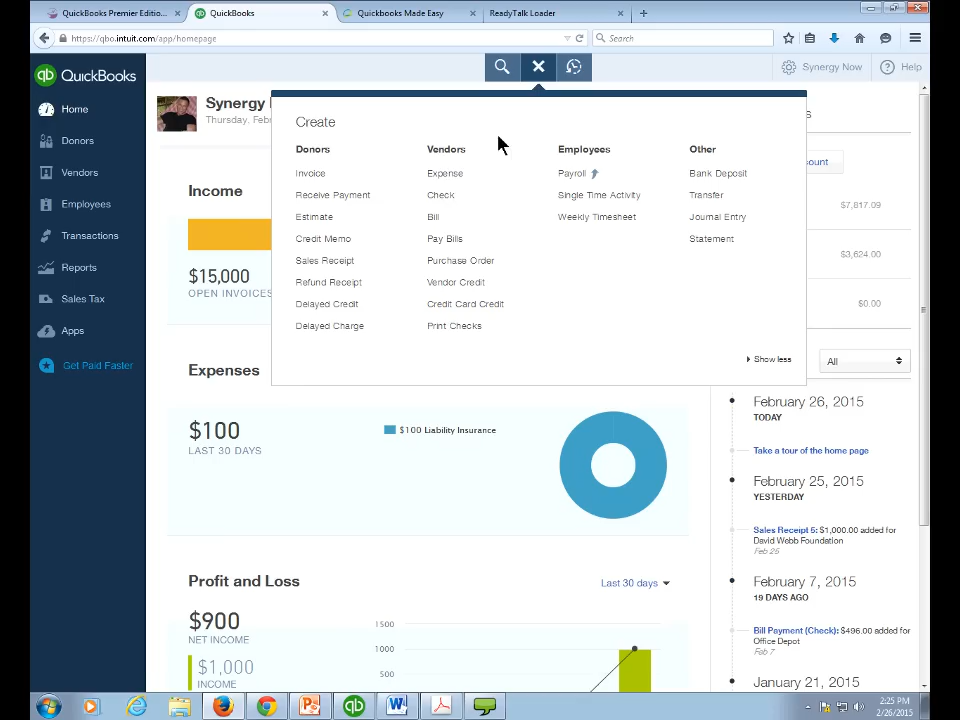 QuickBooks Premier Editio...
QuickBooks
Quickbooks Made Easy
ReadyTalk Loader
https://qbo.intuit.com/app/homepage
Search
qb QuickBooks
Synergy Now
Help
Home
Donors
Vendors
Employees
Transactions
Reports
Sales Tax
Apps
Get Paid Faster
Synergy
Thursday, Feb
Create
Donors
Invoice
Receive Payment
Estimate
Credit Memo
Sales Receipt
Refund Receipt
Delayed Credit
Delayed Charge
Vendors
Expense
Check
Bill
Pay Bills
Purchase Order
Vendor Credit
Credit Card Credit
Print Checks
Employees
Payroll
Single Time Activity
Weekly Timesheet
Other
Bank Deposit
Transfer
Journal Entry
Statement
Show less
Income
$15,000
OPEN INVOICES
Expenses
$100
LAST 30 DAYS
$100 Liability Insurance
Profit and Loss
Last 30 days
$900
NET INCOME
$1,000
INCOME
1500
1000
500
s
ount
$7,817.09
$3,624.00
$0.00
All
February 26, 2015
TODAY
Take a tour of the home page
February 25, 2015
YESTERDAY
Sales Receipt 5: $1,000.00 added for
David Webb Foundation
Feb 25
February 7, 2015
19 DAYS AGO
Bill Payment (Check): $496.00 added for
Office Depot
Feb 7
January 21, 2015
qb
2:25 PM
2/26/2015